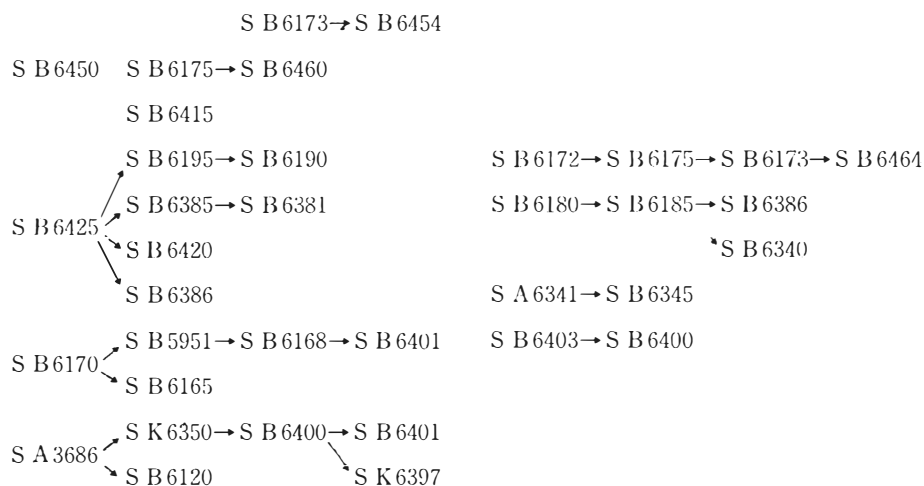 S B6173→S B6454
S B6450 S B6175→S B6460
S B6415
S B6195→S B6190 S B6172→S B6175→S B6173→S B6464
S B6385→S B6381 S B6180→S B6185→S B6386
S B6425
S B6420 S B6340
S B6386 S A6341→S B6345
S B5951→S B6168→S B6401 S B6403→S B6400
S B6170
S B6165
S K6350→S B6400→S B6401
S A3686
S B6120 S K6397